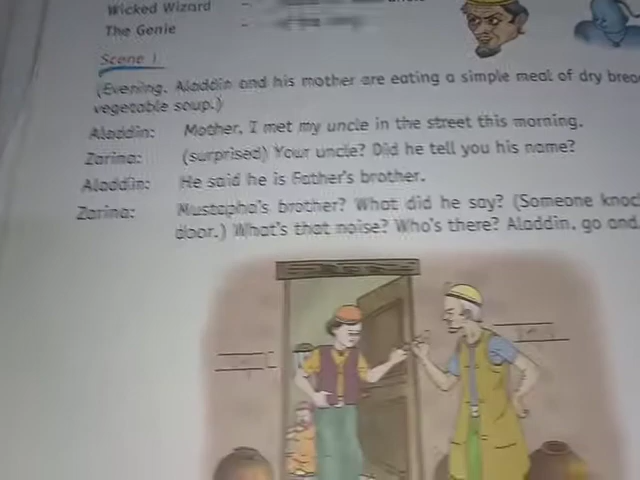 Wicked Wizard -
The Genie -
Scene 1
(Evening. Aladdin and his mother are eating a simple meal of dry
vegetable soup.)
Aladdin: Mother, I met my uncle in the street this morning.
Zarina: (surprised) Your uncle? Did he tell you his name?
Aladdin: He said he is Father's brother.
Zarina: Mustapha's brother? What did he say? (Someone
door.) What's that noise? Who's there? Aladdin, go and